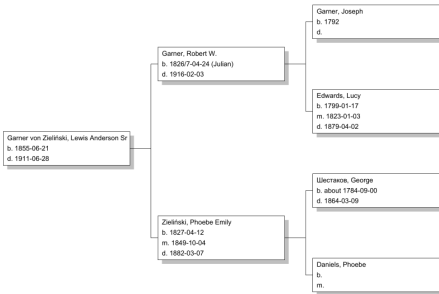 Garner, Joseph
b. 1792
d.
Garner, Robert W.
b. 1826/7-04-24 (Julian)
d. 1916-02-03
Edwards, Lucy
b. 1799-01-17
m. 1823-01-03
d. 1879-04-02
Garner von Zieliński, Lewis Anderson Sr
b. 1855-06-21
d. 1911-06-28
Шестаков, George
b. about 1784-09-00
d. 1864-03-09
Zieliński, Phoebe Emily
b. 1827-04-12
m. 1849-10-04
d. 1882-03-07
Daniels, Phoebe
b.
m.